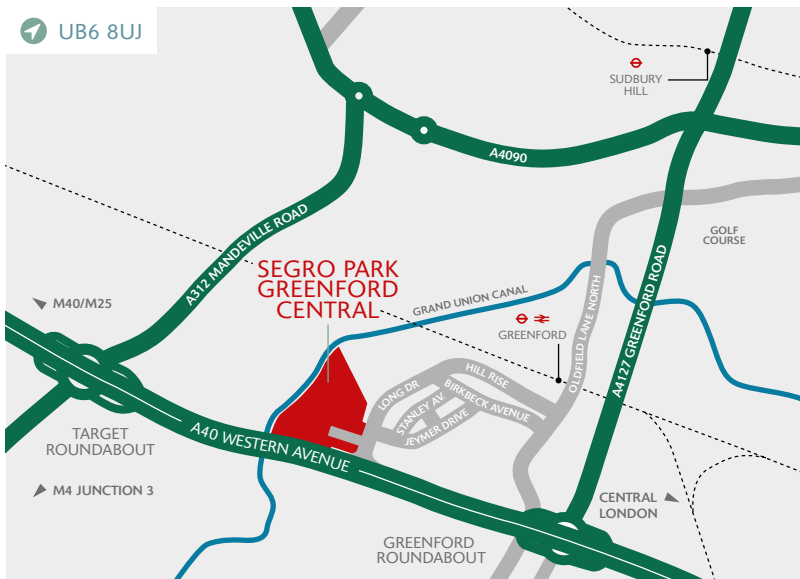 UB6 8UJ
SUDBURY
HILL
A4090
A312 MANDEVILLE ROAD
GOLF
COURSE
SEGRO PARK
GREENFORD
CENTRAL
M40/M25
GRAND UNION CANAL
GREENFORD
OLDFIELD LANE NORTH
A4127 GREENFORD ROAD
HILL RISE
LONG DR
BIRKBECK AVENUE
STANLEY AV.
JEYMER DRIVE
TARGET
ROUNDABOUT
A40 WESTERN AVENUE
M4 JUNCTION 3
CENTRAL
LONDON
GREENFORD
ROUNDABOUT